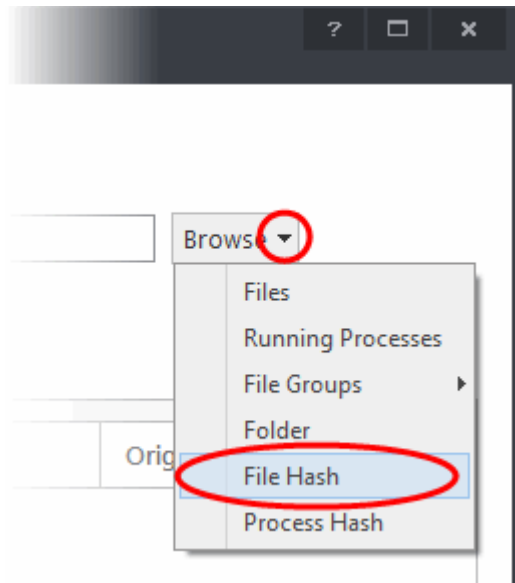 ?
Browse
Files
Running Processes
File Groups
Folder
Orig
File Hash
Process Hash